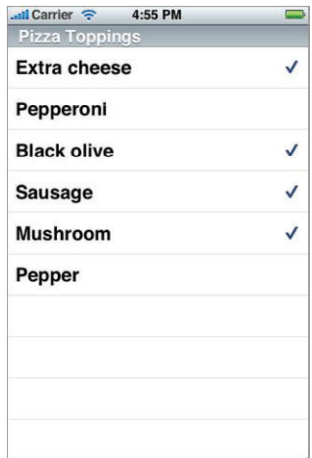 Carrier 4:55 PM
Pizza Toppings
Extra cheese
Pepperoni
Black olive
Sausage
Mushroom
Pepper